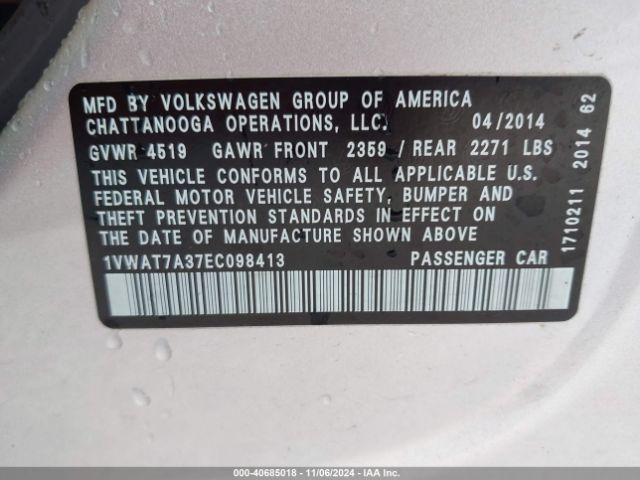 MFD BY VOLKSWAGEN GROUP OF AMERICA
CHATTANOOGA OPERATIONS, LLC. 04/2014
GVWR 4519 GAWR FRONT 2359 / REAR 2271 LBS
THIS VEHICLE CONFORMS TO ALL APPLICABLE U.S.
FEDERAL MOTOR VEHICLE SAFETY, BUMPER AND
THEFT PREVENTION STANDARDS IN EFFECT ON
THE DATE OF MANUFACTURE SHOWN ABOVE
1VWAT7A37EC098413 PASSENGER CAR
1710211 2014 62
© - 40685018 - 11/06/2024 - IAA Holdings, LLC